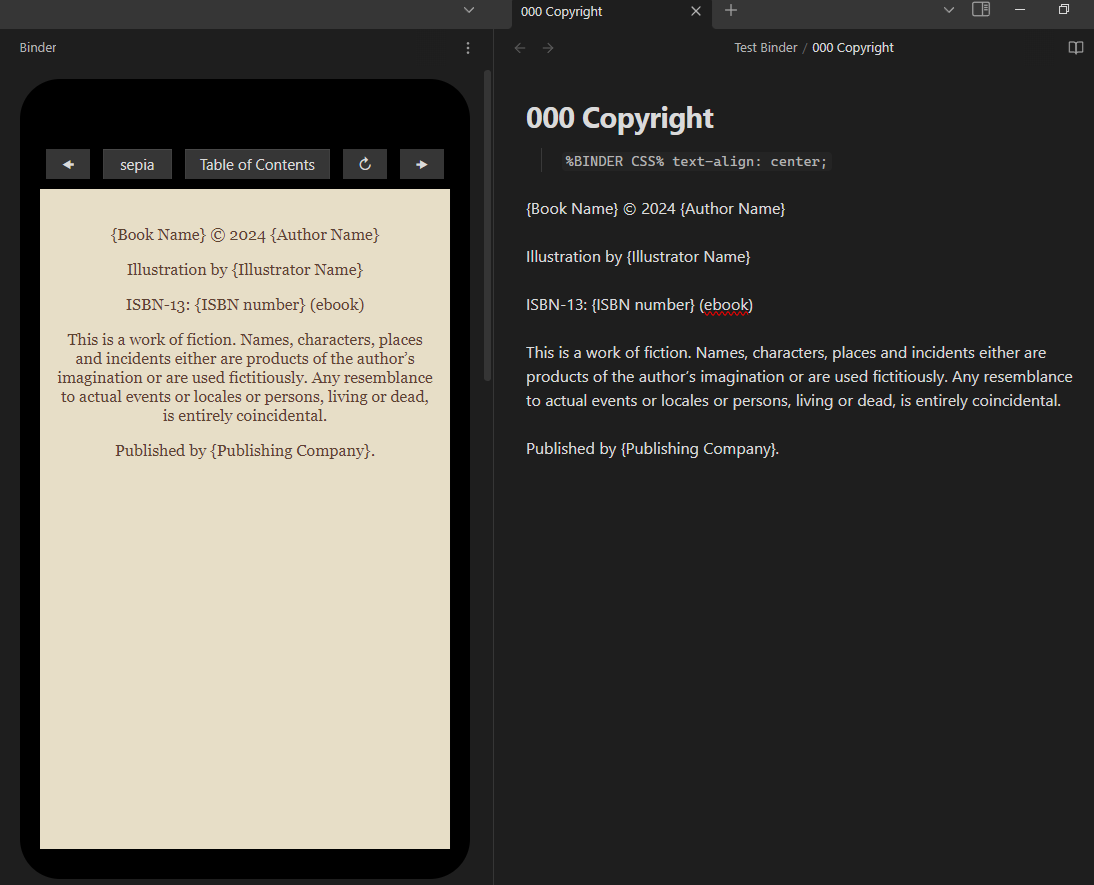 000 Copyright
Binder
Test Binder / 000 Copyright
sepia
Table of Contents
{Book Name} © 2024 {Author Name}
Illustration by {Illustrator Name}
ISBN-13: {ISBN number} (ebook)
This is a work of fiction. Names, characters, places
and incidents either are products of the author’s
imagination or are used fictitiously. Any resemblance
to actual events or locales or persons, living or dead,
is entirely coincidental.
Published by {Publishing Company}.
000 Copyright
%BINDER CSS% text-align: center;
{Book Name} © 2024 {Author Name}
Illustration by {Illustrator Name}
ISBN-13: {ISBN number} (ebook)
This is a work of fiction. Names, characters, places and incidents either are
products of the author’s imagination or are used fictitiously. Any resemblance
to actual events or locales or persons, living or dead, is entirely coincidental.
Published by {Publishing Company}.